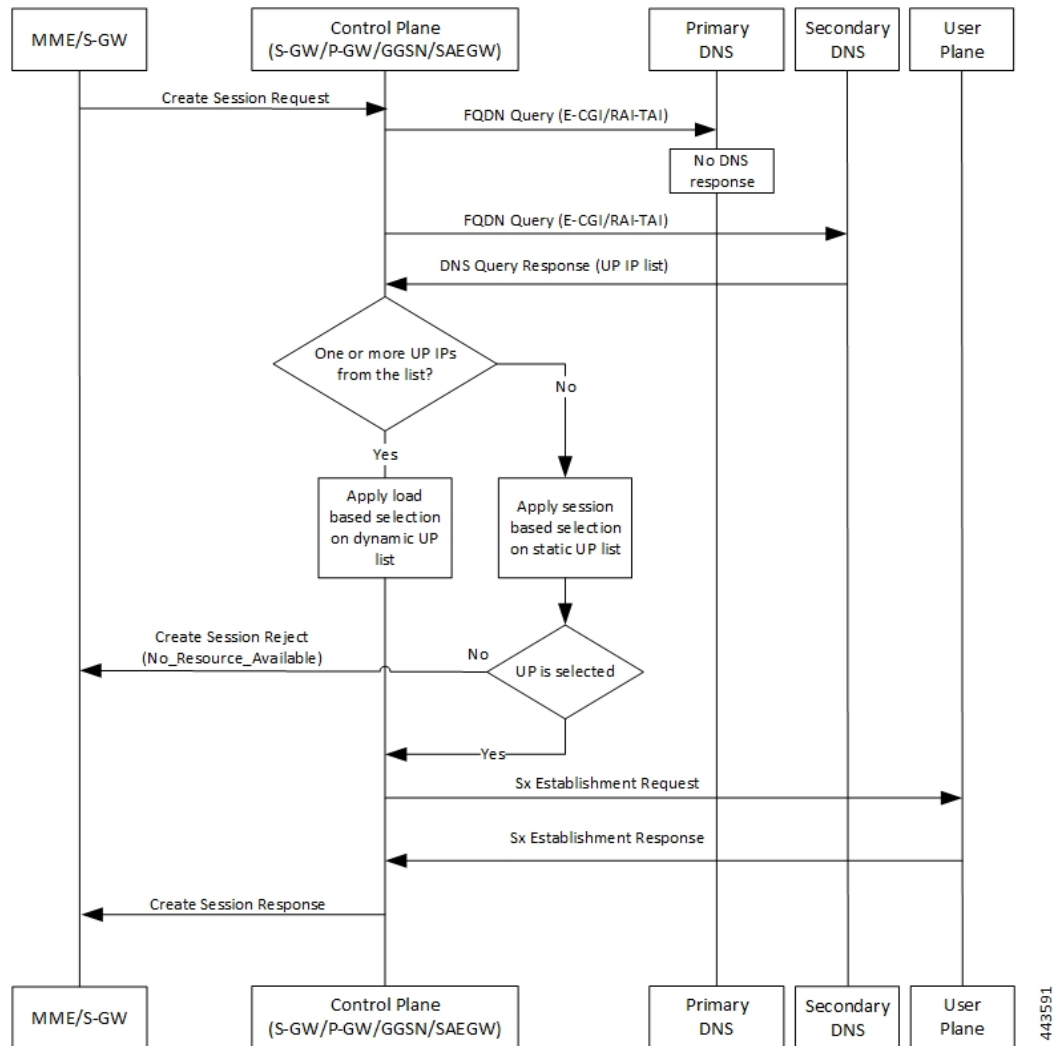 MME/S-GW
Control Plane
(S-GW/P-GW/GGSN/SAEGW)
Primary
DNS
Secondary
DNS
User
Plane
Create Session Request
FQDN Query (E-CGI/RAI-TAI)
No DNS
response
FQDN Query (E-CGI/RAI-TAI)
DNS Query Response (UP IP list)
One or more UP IPs
from the list?
No
Yes
Apply load
based selection
on dynamic UP
list
Apply session
based selection
on static UP list
Create Session Reject
(No_Resource_Available)
No
UP is selected
Yes
Sx Establishment Request
Sx Establishment Response
Create Session Response
MME/S-GW
Control Plane
(S-GW/P-GW/GGSN/SAEGW)
Primary
DNS
Secondary
DNS
User
Plane
443591